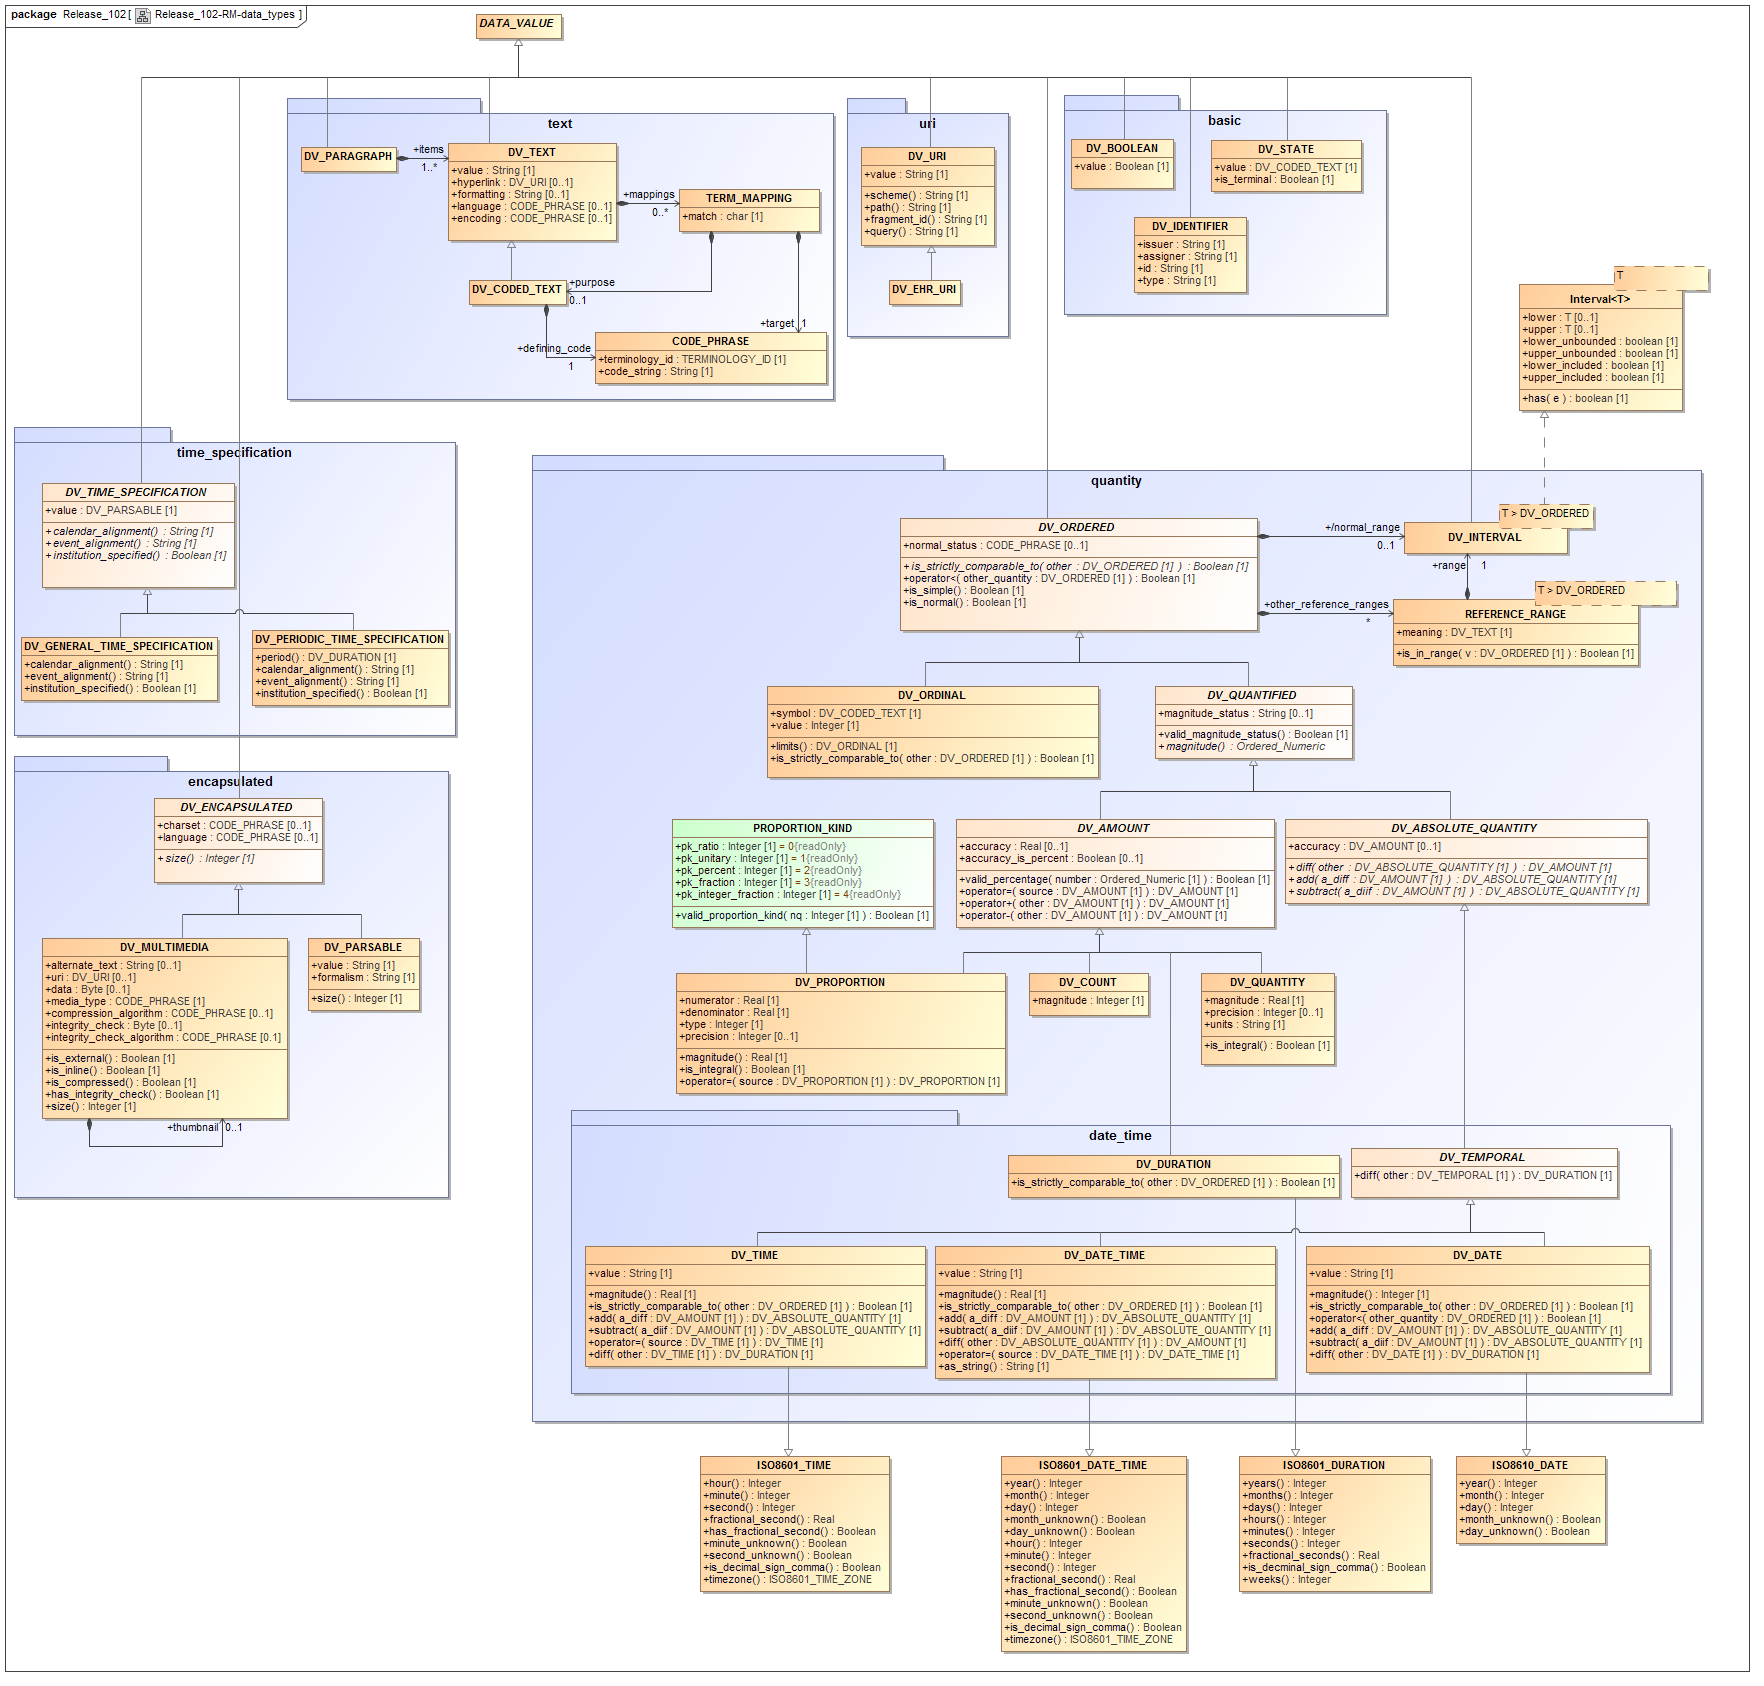 package Release_102 [ Release_102-RM-data_types ]
DATA_VALUE
text
DV_PARAGRAPH
+items
1..*
DV_TEXT
+value : String [1]
+hyperlink : DV_URI [0..1]
+formatting : String [0..1]
+language : CODE_PHRASE [0..1]
+encoding : CODE_PHRASE [0..1]
+mappings
0..*
TERM_MAPPING
+match : char [1]
DV_CODED_TEXT
+purpose
0..1
+target 1
+defining_code
1
CODE_PHRASE
+terminology_id : TERMINOLOGY_ID [1]
+code_string : String [1]
uri
DV_URI
+value : String [1]
+scheme() : String [1]
+path() : String [1]
+fragment_id() : String [1]
+query() : String [1]
DV_EHR_URI
basic
DV_BOOLEAN
+value : Boolean [1]
DV_STATE
+value : DV_CODED_TEXT [1]
+is_terminal : Boolean [1]
DV_IDENTIFIER
+issuer : String [1]
+assigner : String [1]
+id : String [1]
+type : String [1]
T
Interval<T>
+lower : T [0..1]
+upper : T [0..1]
+lower_unbounded : boolean [1]
+upper_unbounded : boolean [1]
+lower_included : boolean [1]
+upper_included : boolean [1]
+has( e ) : boolean [1]
time_specification
DV_TIME_SPECIFICATION
+value : DV_PARSABLE [1]
+calendar_alignment() : String [1]
+event_alignment() : String [1]
+institution_specified() : Boolean [1]
DV_GENERAL_TIME_SPECIFICATION
+calendar_alignment() : String [1]
+event_alignment() : String [1]
+institution_specified() : Boolean [1]
DV_PERIODIC_TIME_SPECIFICATION
+period() : DV_DURATION [1]
+calendar_alignment() : String [1]
+event_alignment() : String [1]
+institution_specified() : Boolean [1]
encapsulated
DV_ENCAPSULATED
+charset : CODE_PHRASE [0..1]
+language : CODE_PHRASE [0..1]
+size() : Integer [1]
DV_MULTIMEDIA
+alternate_text : String [0..1]
+uri : DV_URI [0..1]
+data : Byte [0..1]
+media_type : CODE_PHRASE [1]
+compression_algorithm : CODE_PHRASE [0..1]
+integrity_check : Byte [0..1]
+integrity_check_algorithm : CODE_PHRASE [0.1]
+is_external() : Boolean [1]
+is_inline() : Boolean [1]
+is_compressed() : Boolean [1]
+has_integrity_check() : Boolean [1]
+size() : Integer [1]
+thumbnail 0..1
DV_PARSABLE
+value : String [1]
+formalism : String [1]
+size() : Integer [1]
quantity
DV_ORDERED
+normal_status : CODE_PHRASE [0..1]
+is_strictly_comparable_to( other : DV_ORDERED [1] ) : Boolean [1]
+operator<( other_quantity : DV_ORDERED [1] ) : Boolean [1]
+is_simple() : Boolean [1]
+is_normal() : Boolean [1]
+/normal_range
0..1
T > DV_ORDERED
DV_INTERVAL
+range 1
+other_reference_ranges
*
T > DV_ORDERED
REFERENCE_RANGE
+meaning : DV_TEXT [1]
+is_in_range( v : DV_ORDERED [1] ) : Boolean [1]
DV_ORDINAL
+symbol : DV_CODED_TEXT [1]
+value : Integer [1]
+limits() : DV_ORDINAL [1]
+is_strictly_comparable_to( other : DV_ORDERED [1] ) : Boolean [1]
DV_QUANTIFIED
+magnitude_status : String [0..1]
+valid_magnitude_status() : Boolean [1]
+magnitude() : Ordered_Numeric
PROPORTION_KIND
+pk_ratio : Integer [1] = 0{readOnly}
+pk_unitary : Integer [1] = 1{readOnly}
+pk_percent : Integer [1] = 2{readOnly}
+pk_fraction : Integer [1] = 3{readOnly}
+pk_integer_fraction : Integer [1] = 4{readOnly}
+valid_proportion_kind( nq : Integer [1] ) : Boolean [1]
DV_AMOUNT
+accuracy : Real [0..1]
+accuracy_is_percent : Boolean [0..1]
+valid_percentage( number : Ordered_Numeric [1] ) : Boolean [1]
+operator=( source : DV_AMOUNT [1] ) : DV_AMOUNT [1]
+operator+( other : DV_AMOUNT [1] ) : DV_AMOUNT [1]
+operator-( other : DV_AMOUNT [1] ) : DV_AMOUNT [1]
DV_ABSOLUTE_QUANTITY
+accuracy : DV_AMOUNT [0..1]
+diff( other : DV_ABSOLUTE_QUANTITY [1] ) : DV_AMOUNT [1]
+add( a_diff : DV_AMOUNT [1] ) : DV_ABSOLUTE_QUANTITY [1]
+subtract( a_diif : DV_AMOUNT [1] ) : DV_ABSOLUTE_QUANTITY [1]
DV_PROPORTION
+numerator : Real [1]
+denominator : Real [1]
+type : Integer [1]
+precision : Integer [0..1]
+magnitude() : Real [1]
+is_integral() : Boolean [1]
+operator=( source : DV_PROPORTION [1] ) : DV_PROPORTION [1]
DV_COUNT
+magnitude : Integer [1]
DV_QUANTITY
+magnitude : Real [1]
+precision : Integer [0..1]
+units : String [1]
+is_integral() : Boolean [1]
date_time
DV_DURATION
+is_strictly_comparable_to( other : DV_ORDERED [1] ) : Boolean [1]
DV_TEMPORAL
+diff( other : DV_TEMPORAL [1] ) : DV_DURATION [1]
DV_TIME
+value : String [1]
+magnitude() : Real [1]
+is_strictly_comparable_to( other : DV_ORDERED [1] ) : Boolean [1]
+add( a_diff : DV_AMOUNT [1] ) : DV_ABSOLUTE_QUANTITY [1]
+subtract( a_diif : DV_AMOUNT [1] ) : DV_ABSOLUTE_QUANTITY [1]
+operator=( source : DV_TIME [1] ) : DV_TIME [1]
+diff( other : DV_TIME [1] ) : DV_DURATION [1]
DV_DATE_TIME
+value : String [1]
+magnitude() : Real [1]
+is_strictly_comparable_to( other : DV_ORDERED [1] ) : Boolean [1]
+add( a_diff : DV_AMOUNT [1] ) : DV_ABSOLUTE_QUANTITY [1]
+subtract( a_diif : DV_AMOUNT [1] ) : DV_ABSOLUTE_QUANTITY [1]
+diff( other : DV_ABSOLUTE_QUANTITY [1] ) : DV_AMOUNT [1]
+operator=( source : DV_DATE_TIME [1] ) : DV_DATE_TIME [1]
+as_string() : String [1]
DV_DATE
+value : String [1]
+magnitude() : Integer [1]
+is_strictly_comparable_to( other : DV_ORDERED [1] ) : Boolean [1]
+operator<( other_quantity : DV_ORDERED [1] ) : Boolean [1]
+add( a_diff : DV_AMOUNT [1] ) : DV_ABSOLUTE_QUANTITY [1]
+subtract( a_diif : DV_AMOUNT [1] ) : DV_ABSOLUTE_QUANTITY [1]
+diff( other : DV_DATE [1] ) : DV_DURATION [1]
ISO8601_TIME
+hour() : Integer
+minute() : Integer
+second() : Integer
+fractional_second() : Real
+has_fractional_second() : Boolean
+minute_unknown() : Boolean
+second_unknown() : Boolean
+is_decimal_sign_comma() : Boolean
+timezone() : ISO8601_TIME_ZONE
ISO8601_DATE_TIME
+year() : Integer
+month() : Integer
+day() : Integer
+month_unknown() : Boolean
+day_unknown() : Boolean
+hour() : Integer
+minute() : Integer
+second() : Integer
+fractional_second() : Real
+has_fractional_second() : Boolean
+minute_unknown() : Boolean
+second_unknown() : Boolean
+is_decimal_sign_comma() : Boolean
+timezone() : ISO8601_TIME_ZONE
ISO8601_DURATION
+years() : Integer
+months() : Integer
+days() : Integer
+hours() : Integer
+minutes() : Integer
+seconds() : Integer
+fractional_seconds() : Real
+is_decminal_sign_comma() : Boolean
+weeks() : Integer
ISO8610_DATE
+year() : Integer
+month() : Integer
+day() : Integer
+month_unknown() : Boolean
+day_unknown() : Boolean